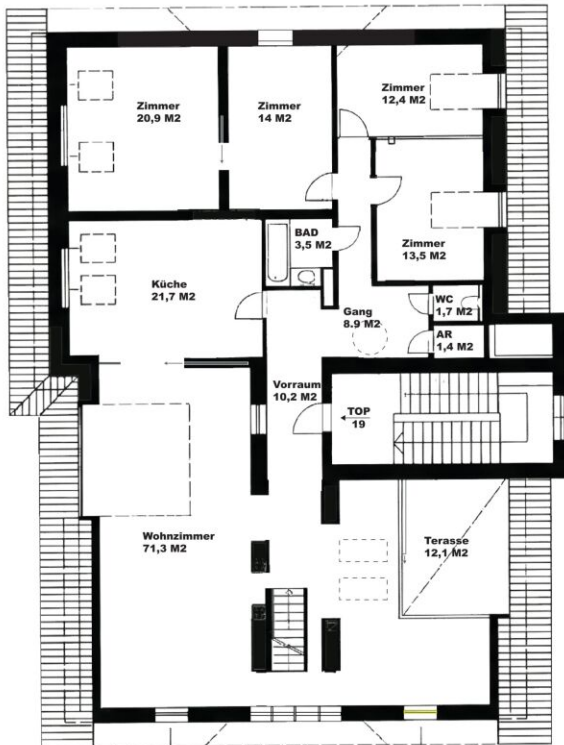 Zimmer
20,9 M2
Zimmer
14 M2
Zimmer
12,4 M2
BAD
3,5 M2
Zimmer
13,5 M2
Küche
21,7 M2
WC
1,7 M2
Gang
8.9 M2
AR
1,4 M2
Vorraum
10,2 M2
TOP
19
Wohnzimmer
71,3 M2
Terasse
12,1 M2